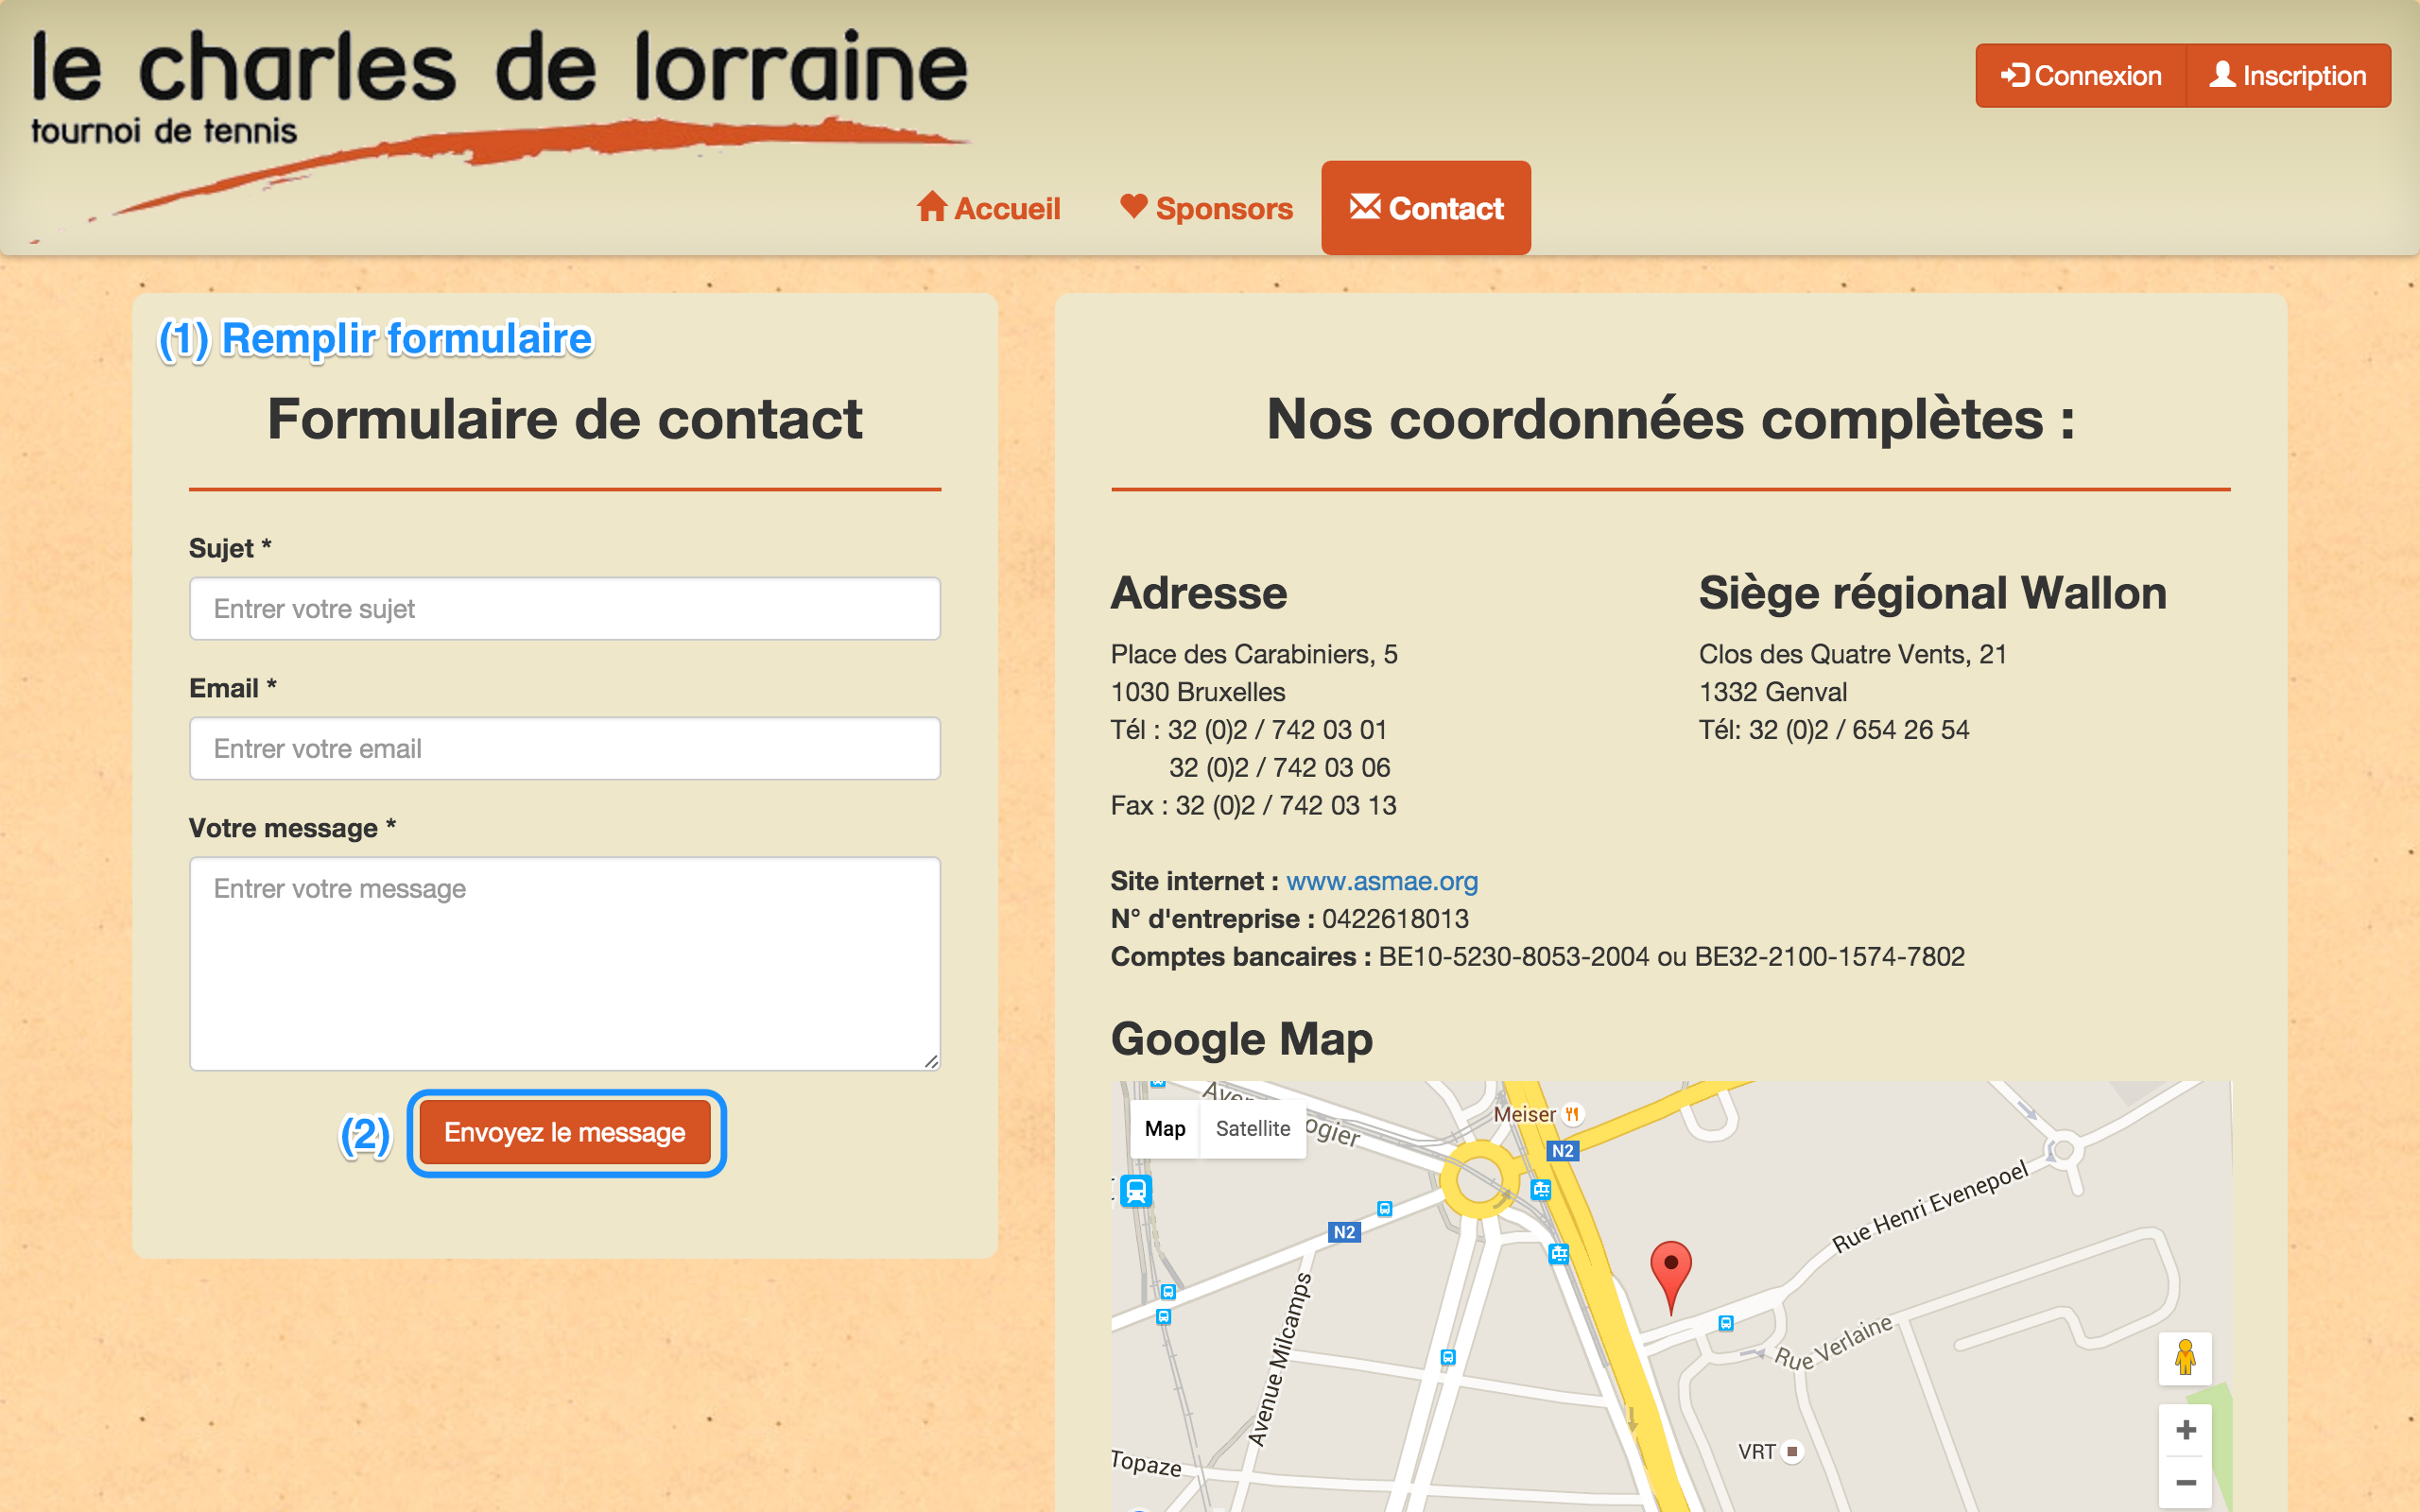 le charles de lorraine
tournoi de tennis
Connexion
Inscription
Accueil
Sponsors
Contact
(1) Remplir formulaire
Formulaire de contact
Sujet *
Entrer votre sujet
Email *
Entrer votre email
Votre message *
Entrer votre message
(2)
Envoyez le message
Nos coordonnées complètes :
Adresse
Place des Carabiniers, 5
1030 Bruxelles
Tél : 32 (0)2 / 742 03 01
32 (0)2 / 742 03 06
Fax : 32 (0)2 / 742 03 13
Siège régional Wallon
Clos des Quatre Vents, 21
1332 Genval
Tél: 32 (0)2 / 654 26 54
Site internet : www.asmae.org
N° d'entreprise : 0422618013
Comptes bancaires : BE10-5230-8053-2004 ou BE32-2100-1574-7802
Google Map
Map
Satellite
Meiser
N2
N2
Rue Henri Evenepoel
Avenue Milcamps
Rue Verlaine
VRT
Topaze
+
−